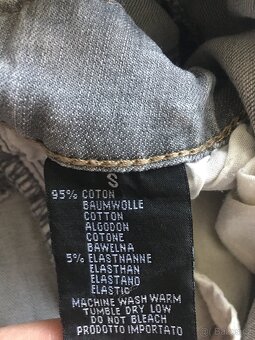 S
95% COTON
BAUMWOLLE
COTTON
ALGODON
COTONE
BAWELNA
5% ELASTNANNE
ELASTHAN
ELASTANO
ELASTIC
MACHINE WASH WARM
TUMBLE DRY LOW
DO NOT BLEACH
PRODOTTO IMPORTATO